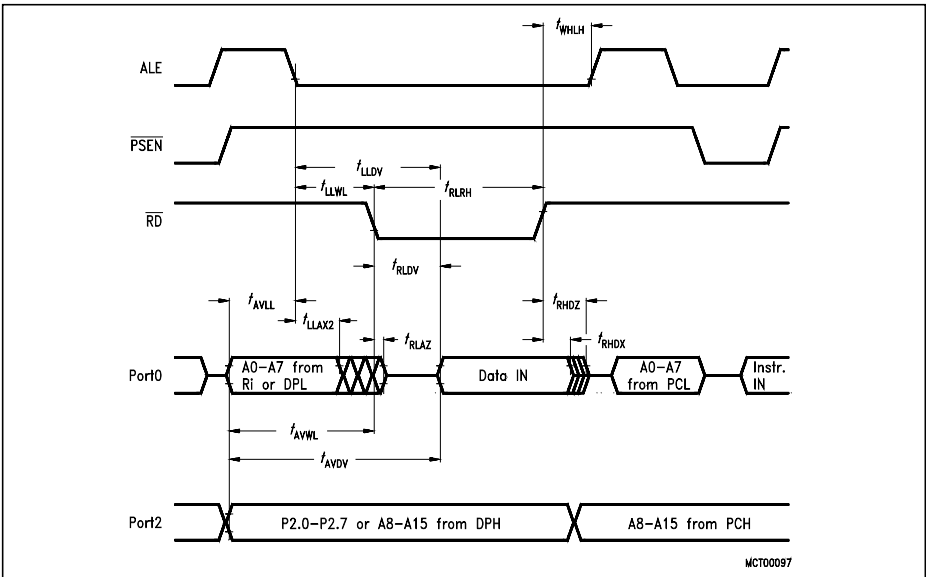 tWHLH
ALE
PSEN
tLLDV
tLLWL
tRLRH
RD
tRLDV
tAVLL
tRHDZ
tLLAX2
tRLAZ
tRHDX
Port0
A0-A7 from
Ri or DPL
Data IN
A0-A7
from PCL
Instr.
IN
tAVWL
tAVDV
Port2
P2.0-P2.7 or A8-A15 from DPH
A8-A15 from PCH
MCT00097